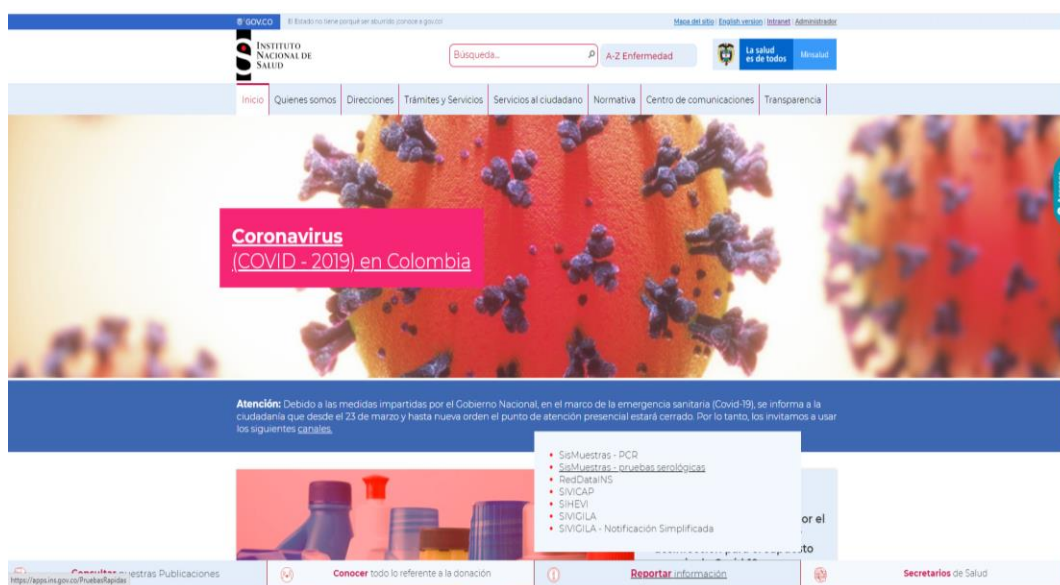 GOV.CO
El Estado no tiene porqué ser aburrido ¡conoce a gov.co!
Mapa del sitio | English version | Intranet | Administrador
INSTITUTO
NACIONAL DE
SALUD
Búsqueda...
A-Z Enfermedad
La salud
es de todos
Minsalud
Inicio
Quienes somos
Direcciones
Trámites y Servicios
Servicios al ciudadano
Normativa
Centro de comunicaciones
Transparencia
Coronavirus
(COVID - 2019) en Colombia
Atención: Debido a las medidas impartidas por el Gobierno Nacional, en el marco de la emergencia sanitaria (Covid-19), se informa a la
ciudadanía que desde el 23 de marzo y hasta nueva orden el punto de atención presencial estará cerrado. Por lo tanto, los invitamos a usar
los siguientes canales.
• SisMuestras - PCR
• SisMuestras - pruebas serológicas
• RedDataINS
• SIVICAP
• SIHEVI
• SIVIGILA
• SIVIGILA - Notificación Simplificada
or el
Consultar nuestras Publicaciones
Conocer todo lo referente a la donación
Reportar información
Secretarios de Salud
https://apps.ins.gov.co/PruebasRapidas